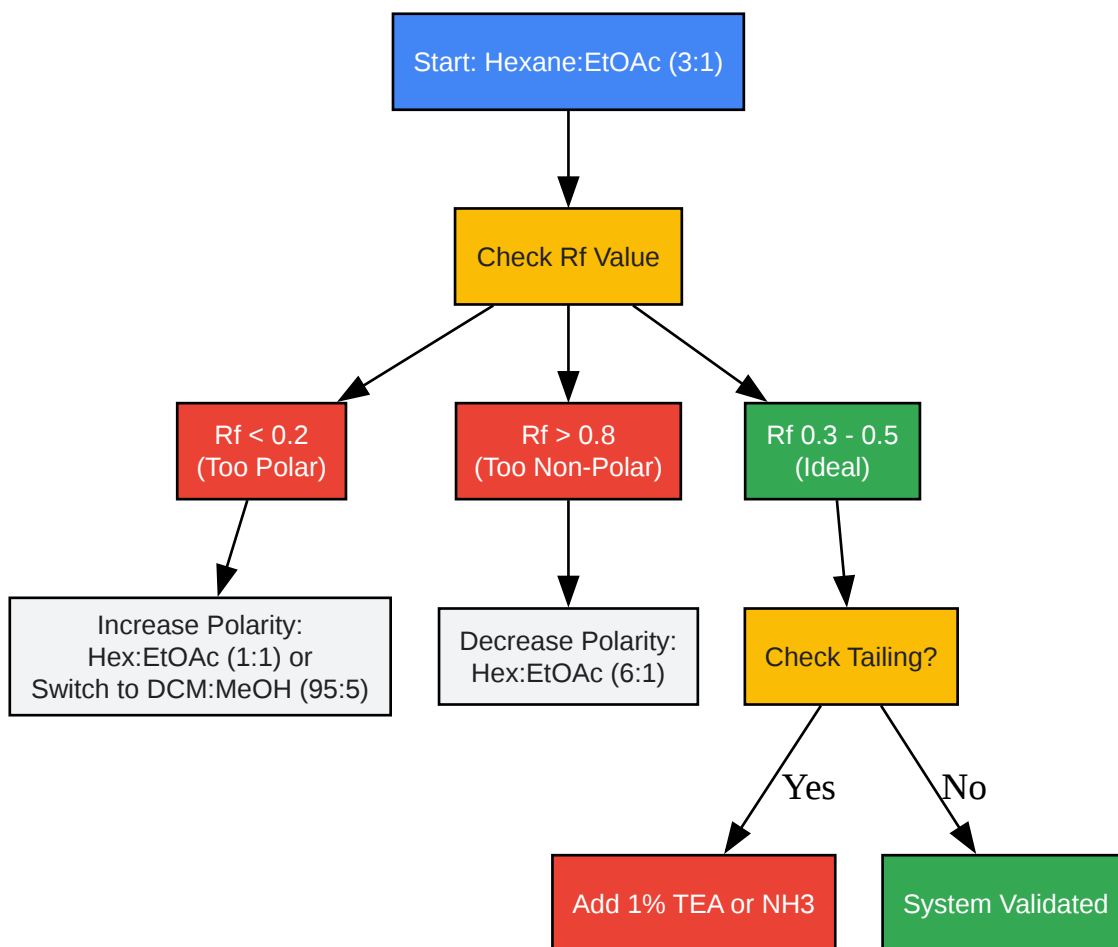 Start: Hexane:EtOAc (3:1)
Check Rf Value
Rf < 0.2
(Too Polar)
Rf > 0.8
(Too Non-Polar)
Rf 0.3 - 0.5
(Ideal)
Increase Polarity:
Hex:EtOAc (1:1) or
Switch to DCM:MeOH (95:5)
Decrease Polarity:
Hex:EtOAc (6:1)
Check Tailing?
Yes
No
Add 1% TEA or NH3
System Validated